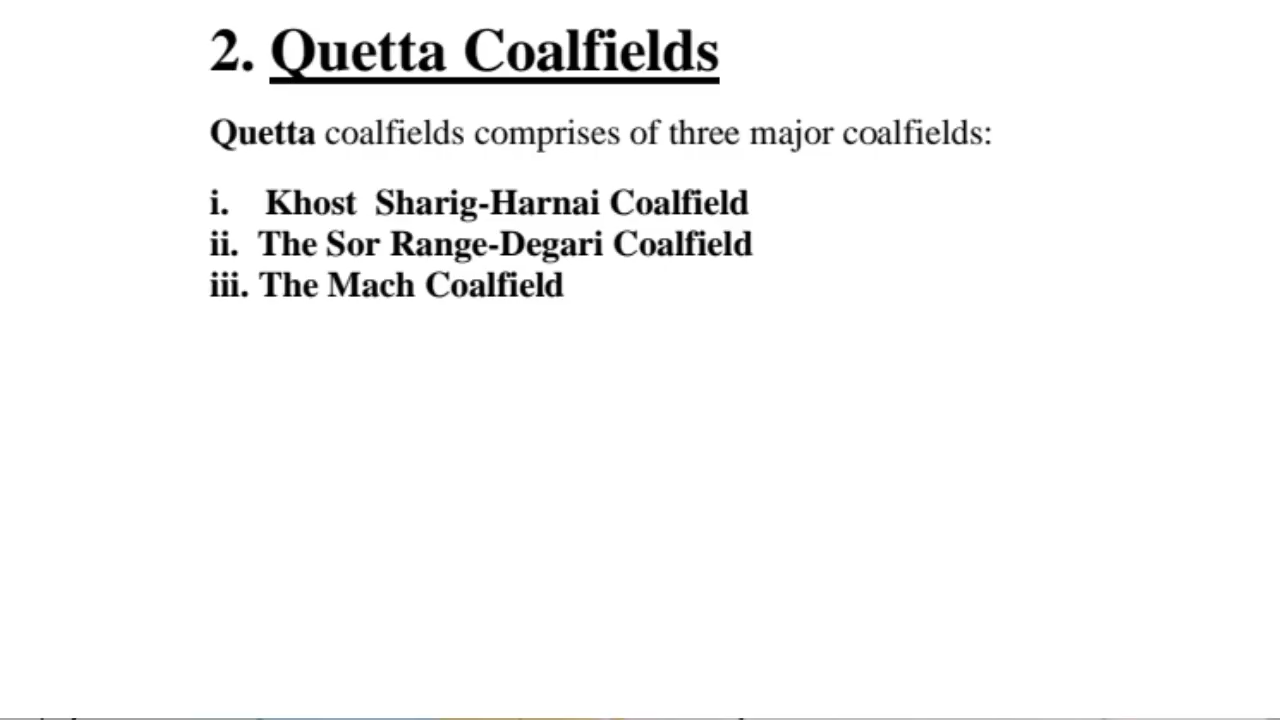 2. Quetta Coalfields
Quetta coalfields comprises of three major coalfields:
i. Khost Sharig-Harnai Coalfield
ii. The Sor Range-Degari Coalfield
iii. The Mach Coalfield